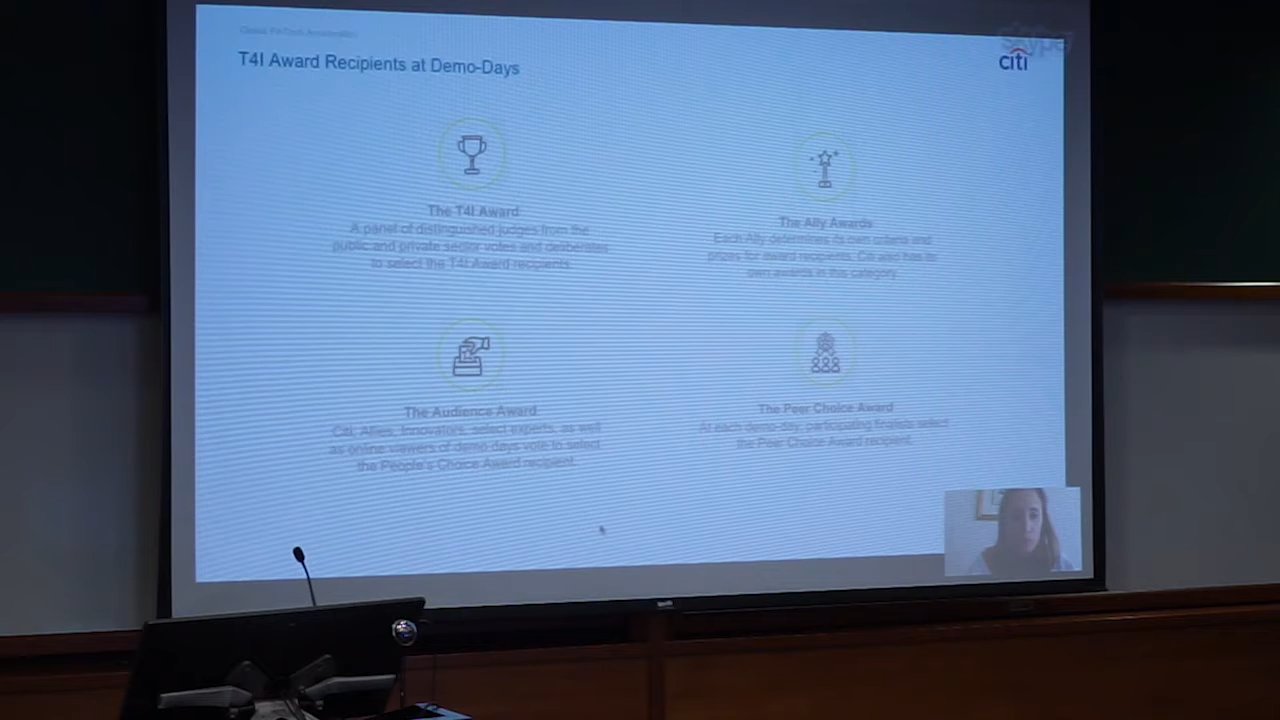 T4I Award Recipients at Demo-Days
skype
citi
The T4I Award
A panel of distinguished judges from the
public and private sector votes and deliberates
to select the T4I Award recipients.
The Ally Awards
Each Ally determines its own criteria and
prizes for award recipients. Citi also has its
own awards in this category.
The Audience Award
Citi, Allies, Innovators, select experts, as well
as online viewers of demo days vote to select
the People's Choice Award recipient.
The Peer Choice Award
At each demo-day, participating finalists select
the Peer Choice Award recipient.